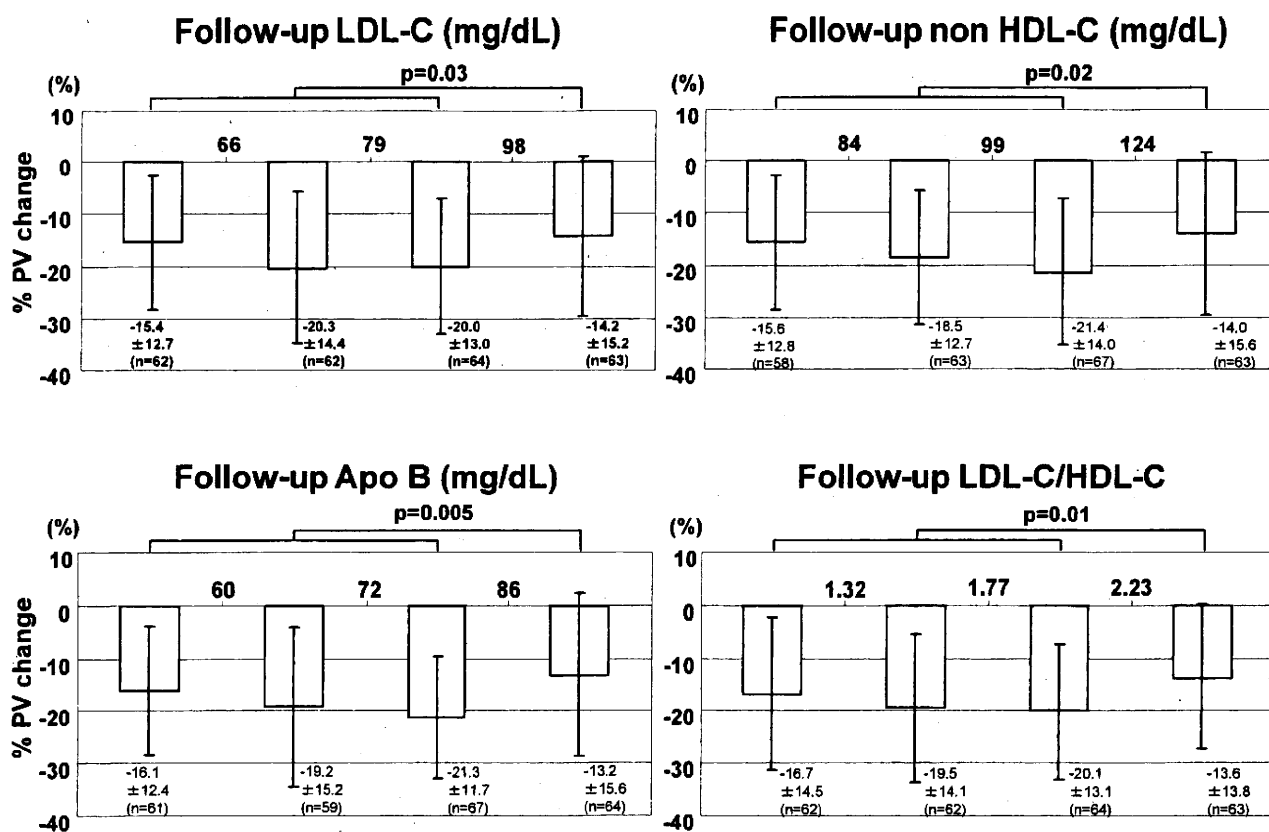 Follow-up LDL-C (mg/dL)
(%)
p=0.03
10
0
-10
-20
-30
-40
% PV change
66 79 98
-15.4 -20.3 -20.0 -14.2
±12.7 ±14.4 ±13.0 ±15.2
(n=62) (n=62) (n=64) (n=63)
Follow-up non HDL-C (mg/dL)
(%)
p=0.02
10
0
-10
-20
-30
-40
84 99 124
-15.6 -18.5 -21.4 -14.0
±12.8 ±12.7 ±14.0 ±15.6
(n=58) (n=63) (n=67) (n=63)
Follow-up Apo B (mg/dL)
(%)
p=0.005
10
0
-10
-20
-30
-40
% PV change
60 72 86
-16.1 -19.2 -21.3 -13.2
±12.4 ±15.2 ±11.7 ±15.6
(n=61) (n=59) (n=67) (n=64)
Follow-up LDL-C/HDL-C
(%)
p=0.01
10
0
-10
-20
-30
-40
1.32 1.77 2.23
-16.7 -19.5 -20.1 -13.6
±14.5 ±14.1 ±13.1 ±13.8
(n=62) (n=62) (n=64) (n=63)